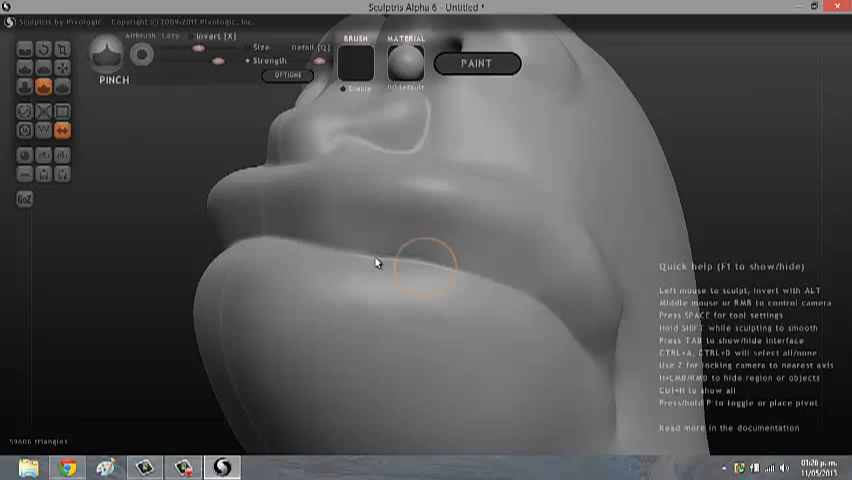 Sculptris Alpha 6 - Untitled *
Sculptris by Pixologic, Copyright © 2009-2011 Pixologic, Inc.
Airbrush Lazy Invert [X]
Size Detail (Q)
Strength
OPTIONS
PINCH
BRUSH
Enable
MATERIAL
00default
PAINT
GoZ
Quick help (F1 to show/hide)
Left mouse to sculpt, invert with ALT
Middle mouse or RMB to control camera
Press SPACE for tool settings
Hold SHIFT while sculpting to smooth
Press TAB to show/hide interface
CTRL+A, CTRL+D will select all/none
Use Z for locking camera to nearest axis
H+LMB/RMB to hide region or objects
CTRL+H to show all
Press/hold P to toggle or place pivot
Read more in the documentation
59606 triangles
01:26 p.m.
11/05/2013